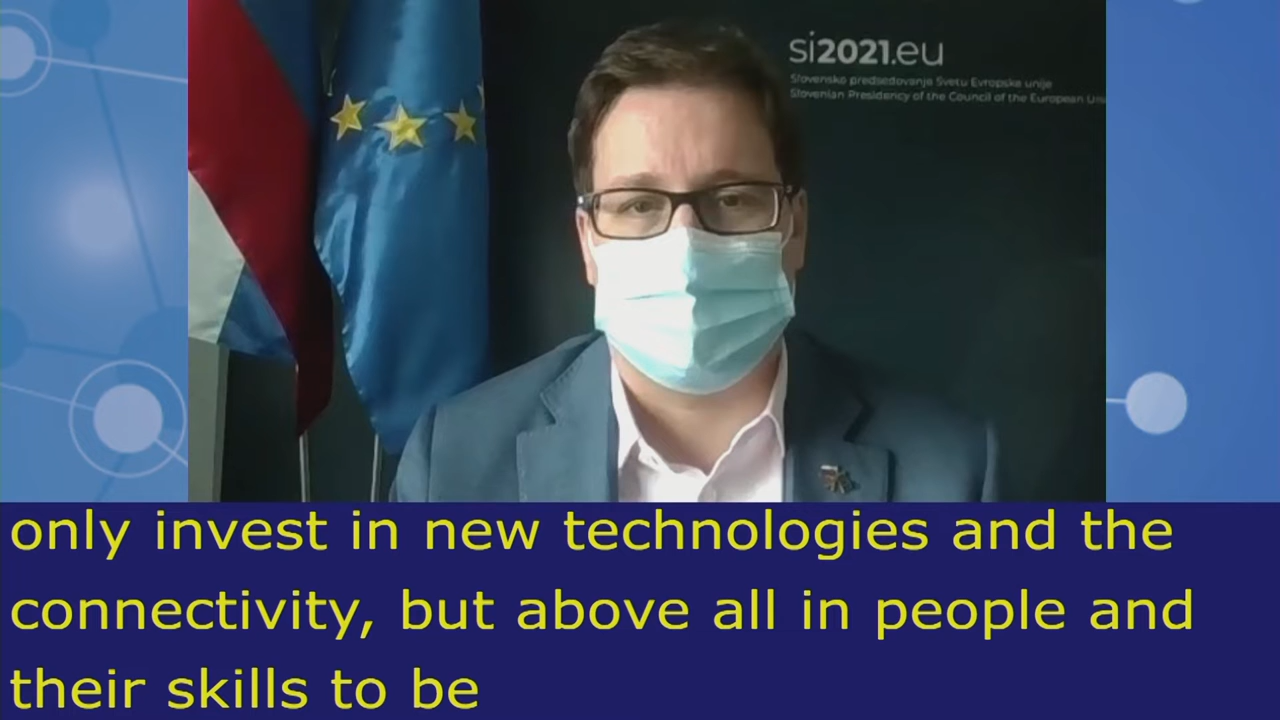 si2021.eu
Slovensko predsedovanje Svetu Evropske unije
Slovenian Presidency of the Council of the European
only invest in new technologies and the
connectivity, but above all in people and
their skills to be